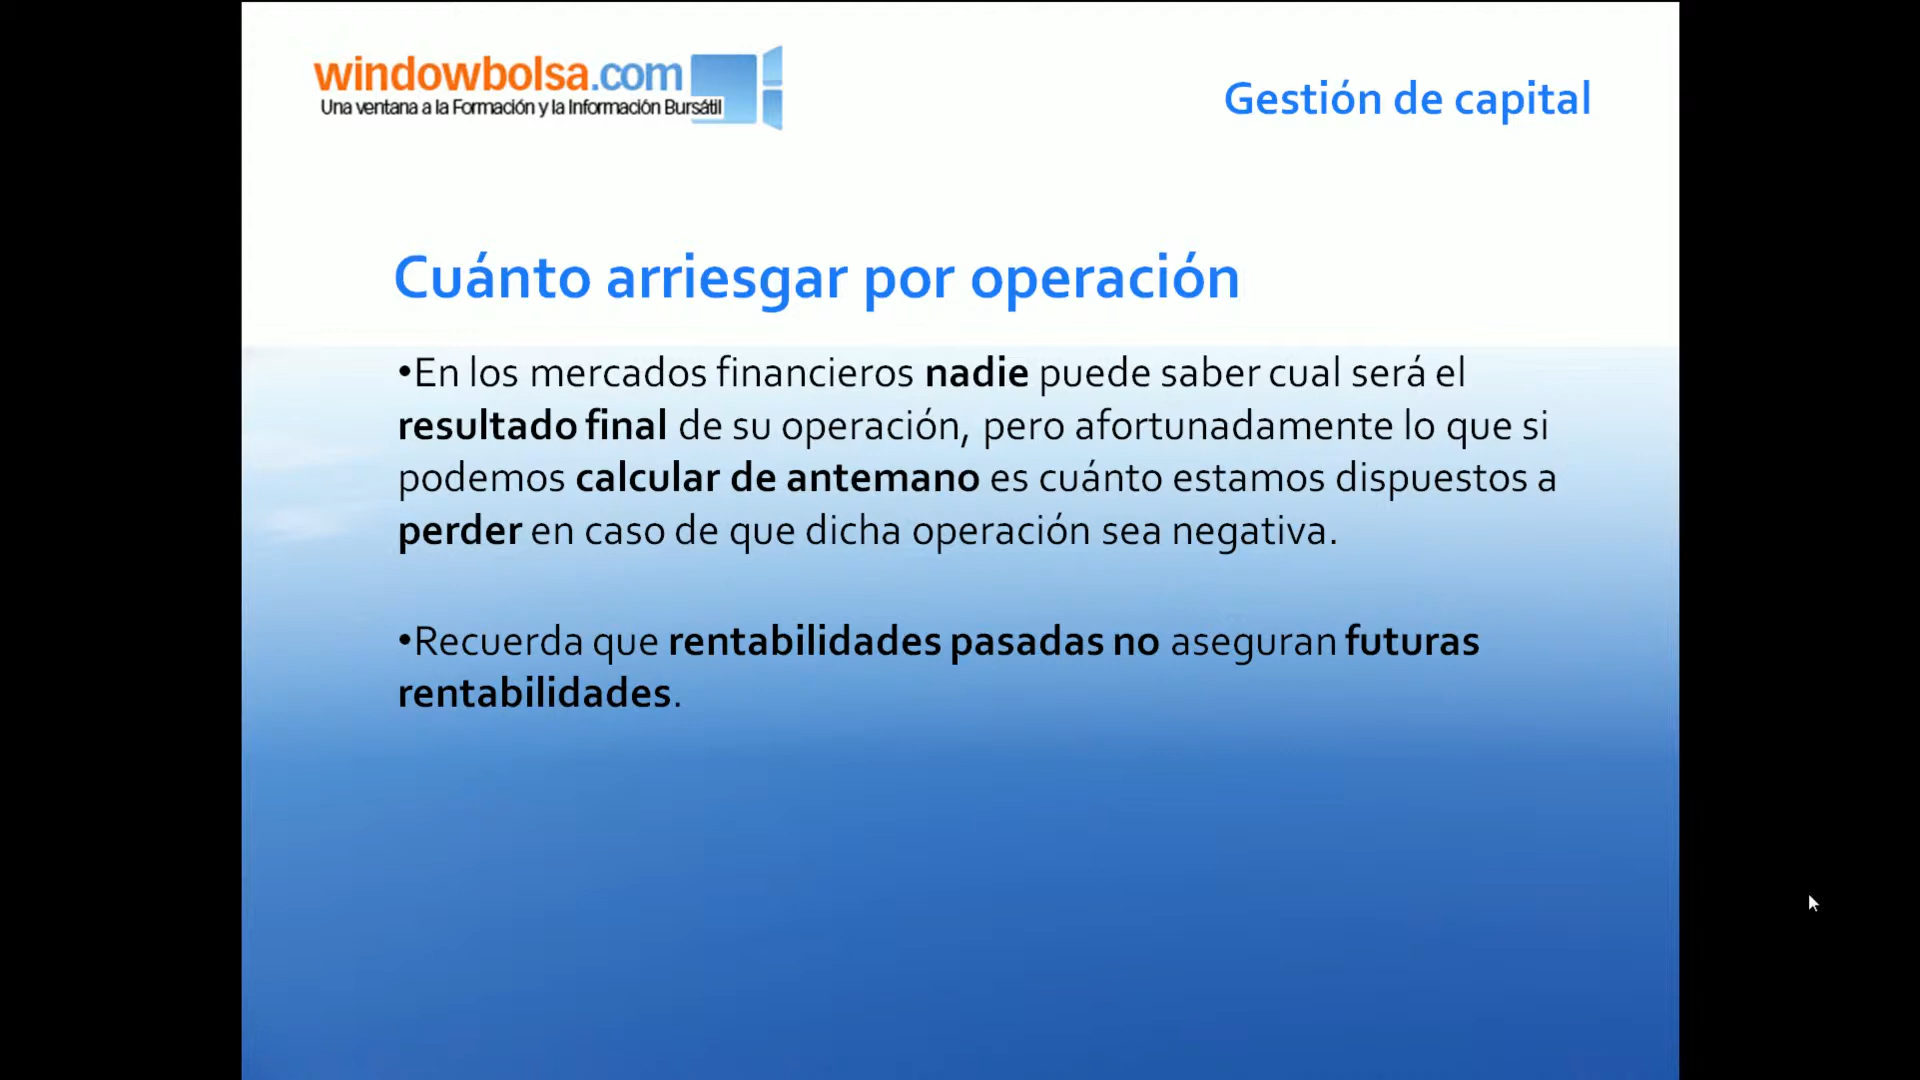 windowbolsa.com
Una ventana a la Formación y la Información Bursátil
Gestión de capital
Cuánto arriesgar por operación
•En los mercados financieros nadie puede saber cual será el
resultado final de su operación, pero afortunadamente lo que si
podemos calcular de antemano es cuánto estamos dispuestos a
perder en caso de que dicha operación sea negativa.
•Recuerda que rentabilidades pasadas no aseguran futuras
rentabilidades.